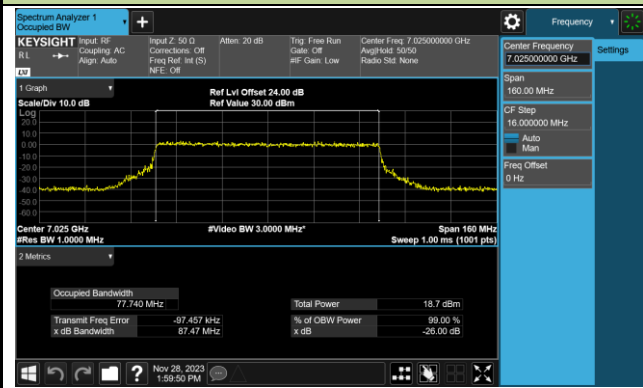 Spectrum Analyzer 1
Occupied BW
Frequency
KEYSIGHT
RL
LXI
Input: RF
Coupling: AC
Align: Auto
Input Z: 50 Ω
Corrections: Off
Freq Ref: Int (S)
NFE: Off
Atten: 20 dB
Trig: Free Run
Gate: Off
#IF Gain: Low
Center Freq: 7.025000000 GHz
Avg|Hold: 50/50
Radio Std: None
Center Frequency
7.025000000 GHz
Settings
Span
160.00 MHz
CF Step
16.000000 MHz
Auto
Man
Freq Offset
0 Hz
1 Graph
Scale/Div 10.0 dB
Ref Lvl Offset 24.00 dB
Ref Value 30.00 dBm
Log
20.0
10.0
0.00
-10.0
-20.0
-30.0
-40.0
-50.0
-60.0
Center 7.025 GHz
#Video BW 3.0000 MHz*
Span 160 MHz
#Res BW 1.0000 MHz
Sweep 1.00 ms (1001 pts)
2 Metrics
Occupied Bandwidth
77.740 MHz
Total Power 18.7 dBm
Transmit Freq Error -97.457 kHz
% of OBW Power 99.00 %
x dB Bandwidth 87.47 MHz
x dB -26.00 dB
Nov 28, 2023
1:59:50 PM